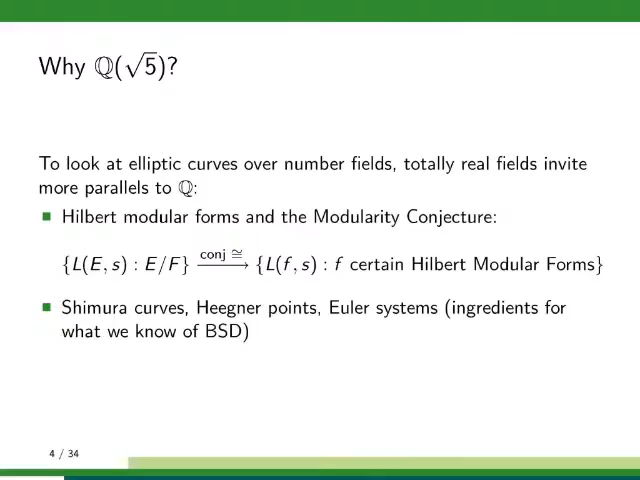 Why ℚ(√5)?
To look at elliptic curves over number fields, totally real fields invite
more parallels to ℚ:
Hilbert modular forms and the Modularity Conjecture:
{L(E, s) : E/F} conj ≅ ⟶ {L(f, s) : f certain Hilbert Modular Forms}
Shimura curves, Heegner points, Euler systems (ingredients for
what we know of BSD)
4 / 34